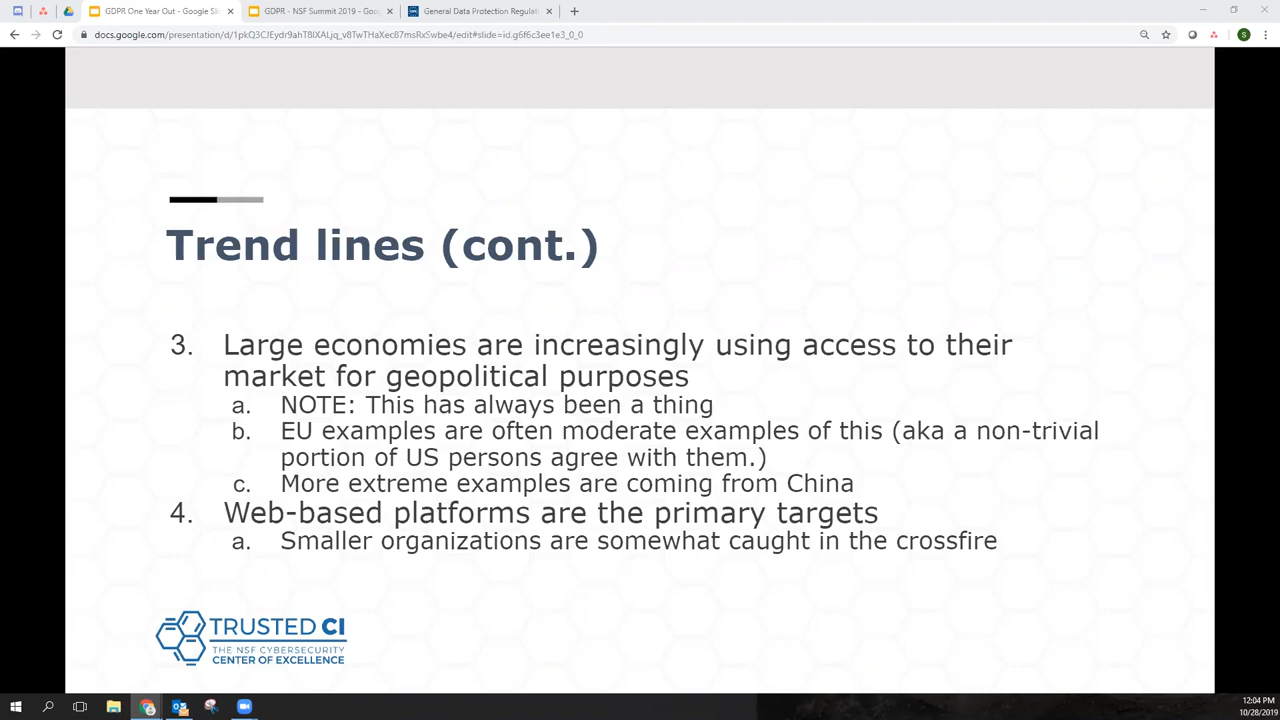 GDPR One Year Out - Google Sli
GDPR - NSF Summit 2019 - Goo
General Data Protection Regulati
docs.google.com/presentation/d/1pkQ3CJEydr9ahT8IXALjq_v8TwTHaXec87msRxSwbe4/edit#slide=id.g6f6c3ee1e3_0_0
S
Trend lines (cont.)
3. Large economies are increasingly using access to their
market for geopolitical purposes
a. NOTE: This has always been a thing
b. EU examples are often moderate examples of this (aka a non-trivial
portion of US persons agree with them.)
c. More extreme examples are coming from China
4. Web-based platforms are the primary targets
a. Smaller organizations are somewhat caught in the crossfire
TRUSTED CI
THE NSF CYBERSECURITY
CENTER OF EXCELLENCE
12:04 PM
10/28/2019